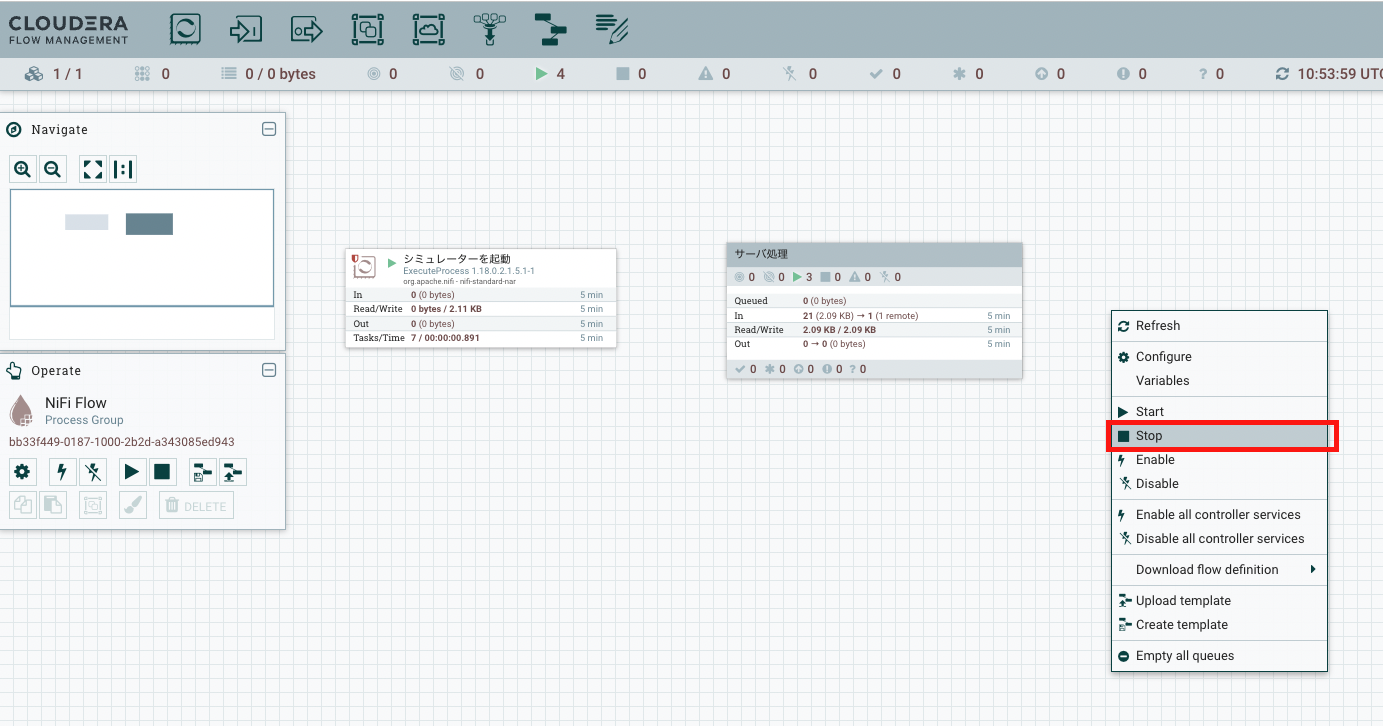 CLOUDERA
FLOW MANAGEMENT
1 / 1 0 0 / 0 bytes 0 0 4 0 0 0 0 0 0 0 ? 0 10:53:59 UTC
Navigate
Operate
NiFi Flow
Process Group
bb33f449-0187-1000-2b2d-a343085ed943
DELETE
シミュレーターを起動
ExecuteProcess 1.18.0.2.1.5.1-1
org.apache.nifi - nifi-standard-nar
In 0 (0 bytes) 5 min
Read/Write 0 bytes / 2.11 KB 5 min
Out 0 (0 bytes) 5 min
Tasks/Time 7 / 00:00:00.891 5 min
サーバ処理
0 0 3 0 0 0
Queued 0 (0 bytes)
In 21 (2.09 KB) → 1 (1 remote) 5 min
Read/Write 2.09 KB / 2.09 KB 5 min
Out 0 → 0 (0 bytes) 5 min
0 0 0 0 ? 0
Refresh
Configure
Variables
Start
Stop
Enable
Disable
Enable all controller services
Disable all controller services
Download flow definition
Upload template
Create template
Empty all queues